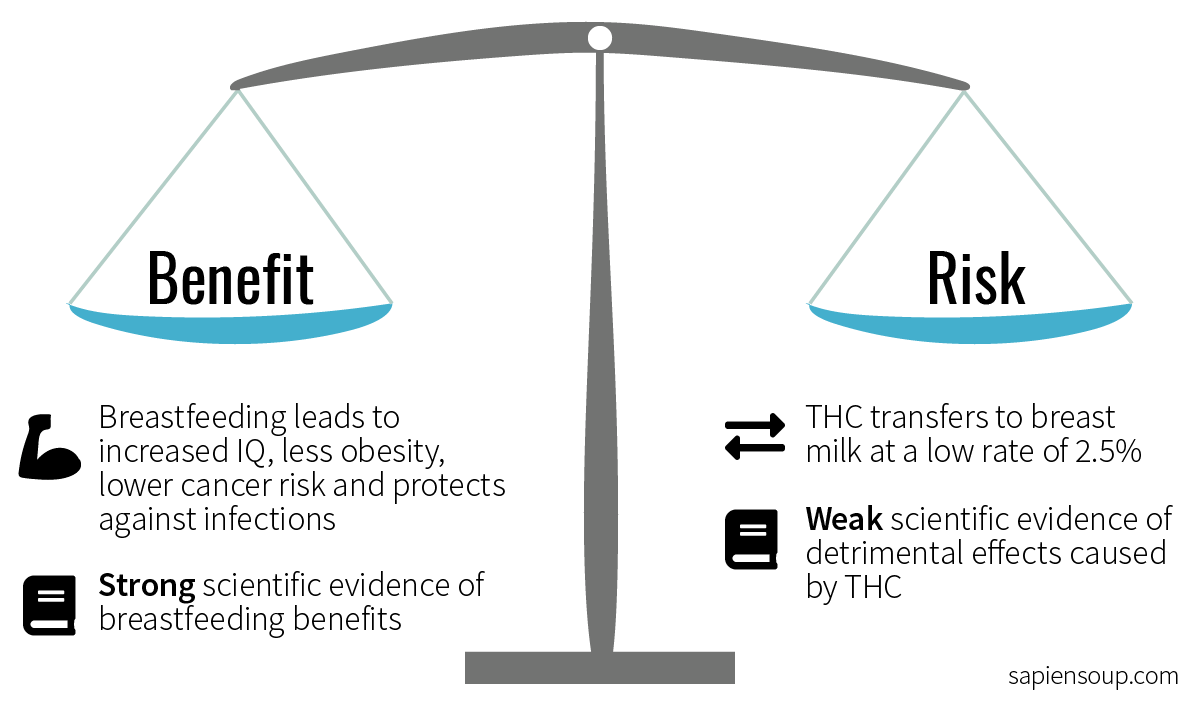 Benefit
Breastfeeding leads to
increased IQ, less obesity,
lower cancer risk and protects
against infections
Strong scientific evidence of
breastfeeding benefits
Risk
THC transfers to breast
milk at a low rate of 2.5%
Weak scientific evidence of
detrimental effects caused
by THC
sapiensoup.com